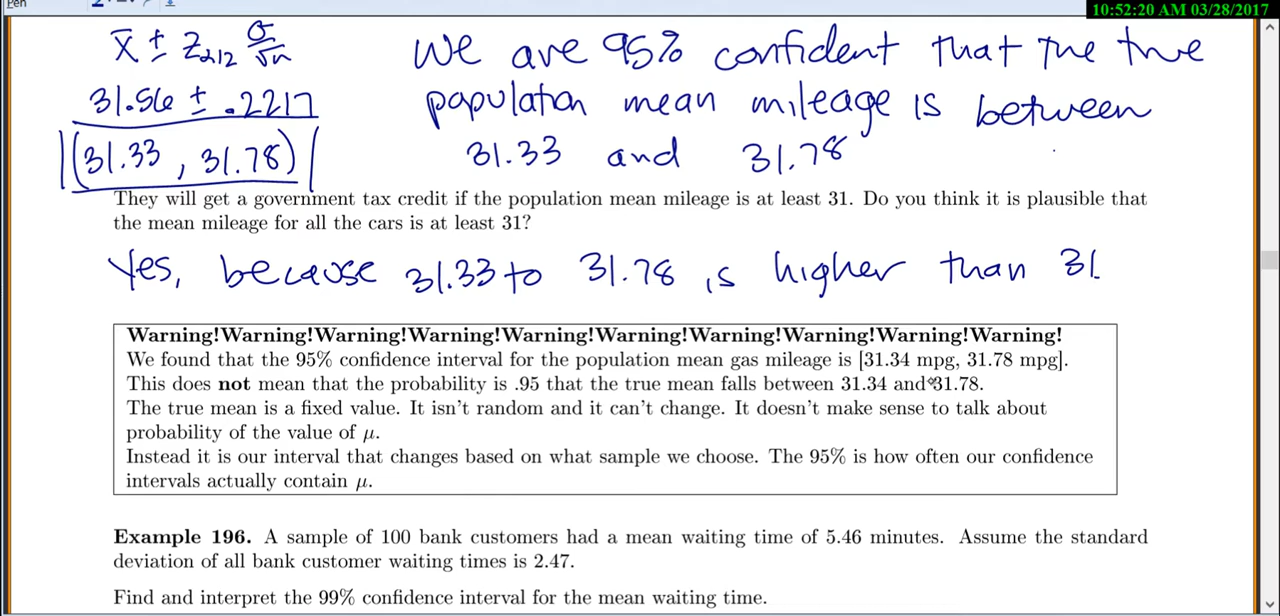 Pen
10:52:20 AM 03/28/2017
x̄ ± z_{α/2} σ/√n
We are 95% confident that the true
31.56 ± .2217
population mean mileage is between
(31.33, 31.78)
31.33 and 31.78
They will get a government tax credit if the population mean mileage is at least 31. Do you think it is plausible that
the mean mileage for all the cars is at least 31?
Yes, because 31.33 to 31.78 is higher than 31.
Warning!Warning!Warning!Warning!Warning!Warning!Warning!Warning!Warning!Warning!
We found that the 95% confidence interval for the population mean gas mileage is [31.34 mpg, 31.78 mpg].
This does not mean that the probability is .95 that the true mean falls between 31.34 and 31.78.
The true mean is a fixed value. It isn't random and it can't change. It doesn't make sense to talk about
probability of the value of μ.
Instead it is our interval that changes based on what sample we choose. The 95% is how often our confidence
intervals actually contain μ.
Example 196. A sample of 100 bank customers had a mean waiting time of 5.46 minutes. Assume the standard
deviation of all bank customer waiting times is 2.47.
Find and interpret the 99% confidence interval for the mean waiting time.